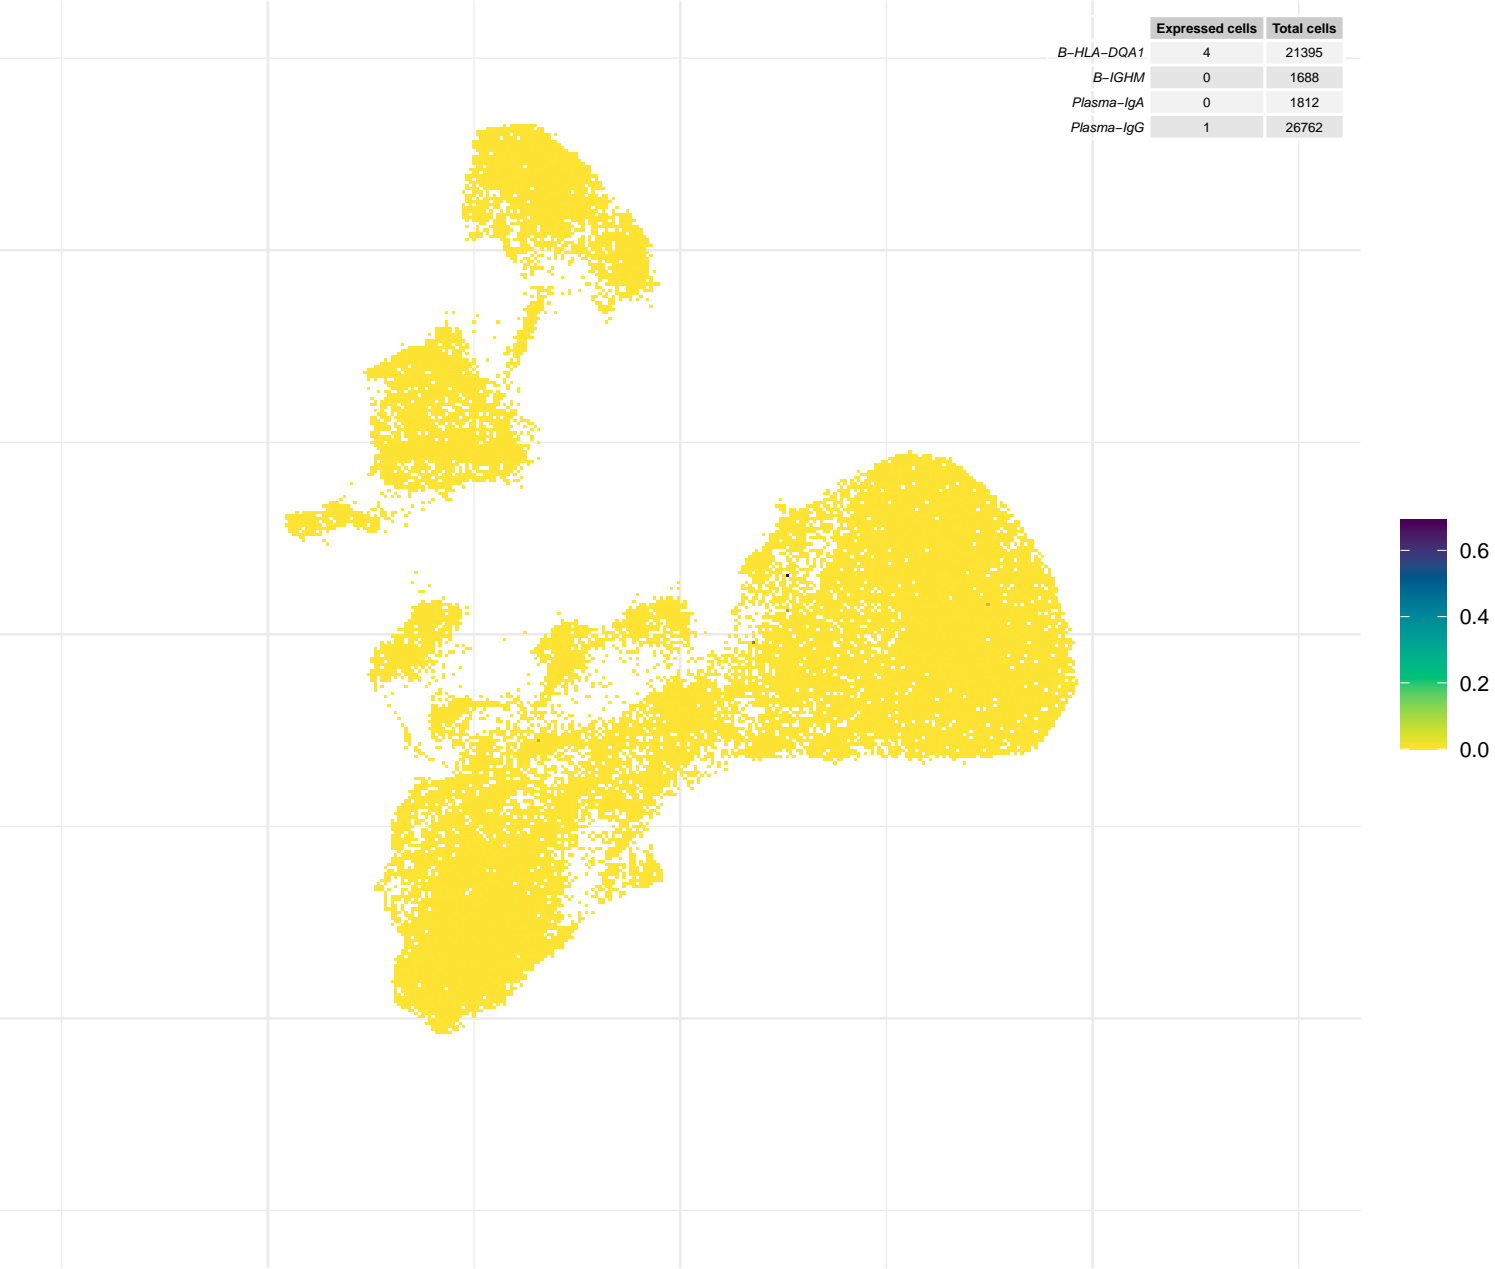 Expressed cells Total cells
B−HLA−DQA1 4 21395
B−IGHM 0 1688
Plasma−IgA 0 1812
Plasma−IgG 1 26762
0.6
0.4
0.2
0.0